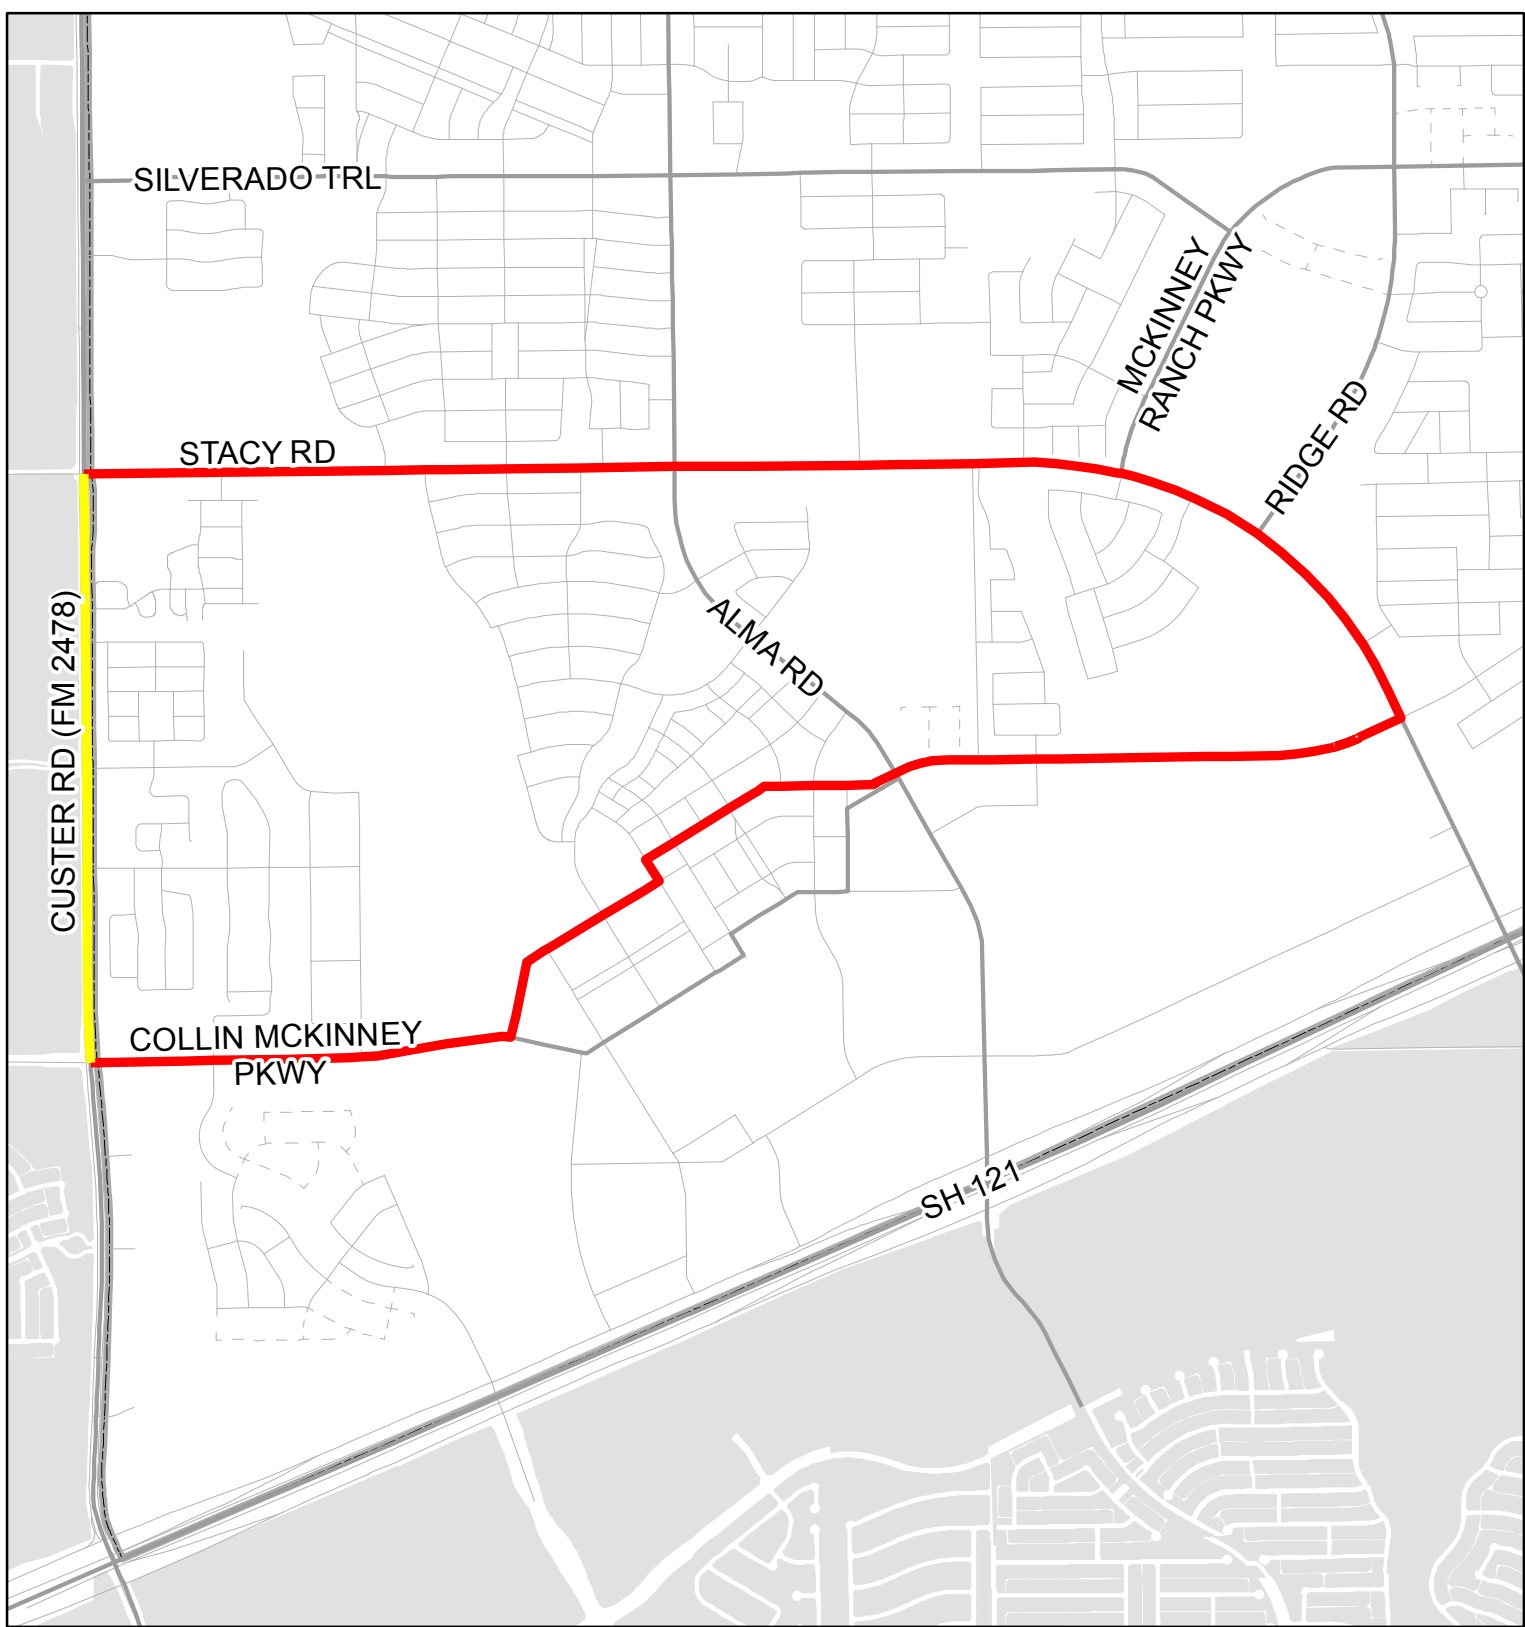 SILVERADO TRL
MCKINNEY
RANCH PKWY
RIDGE RD
STACY RD
ALMA RD
CUSTER RD (FM 2478)
COLLIN MCKINNEY
PKWY
SH 121